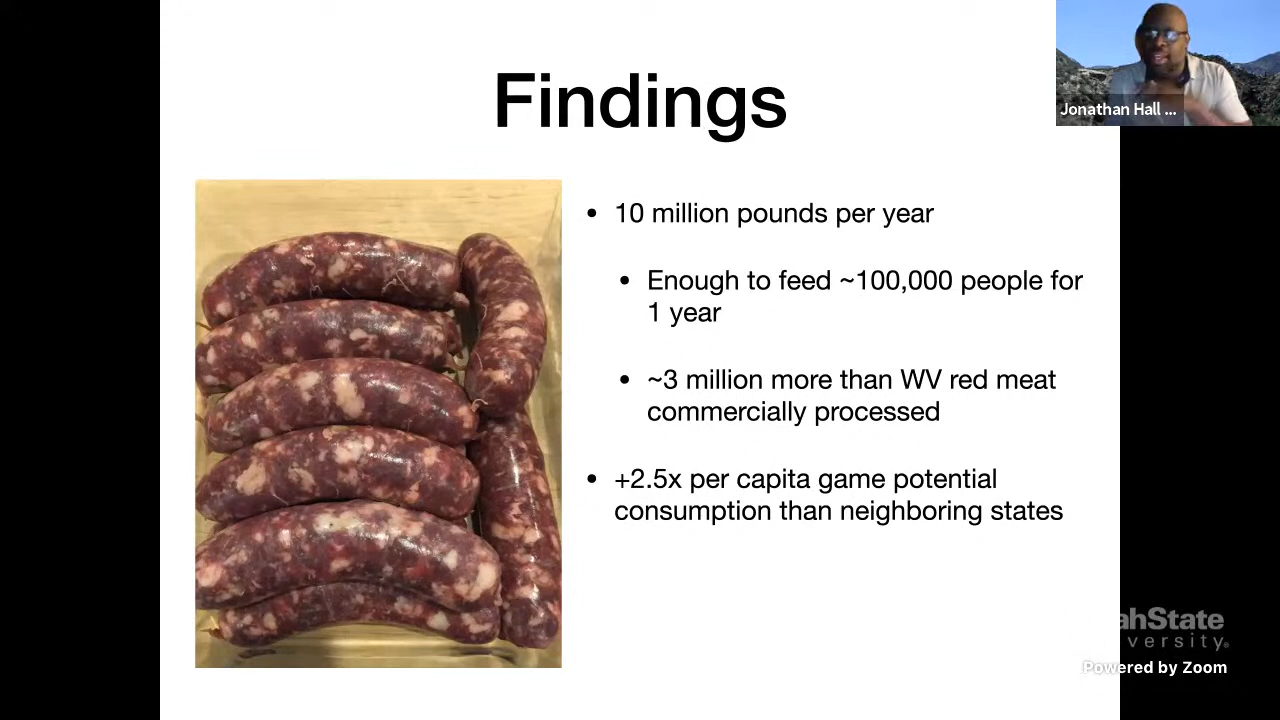 Findings
Jonathan Hall ...
• 10 million pounds per year
• Enough to feed ~100,000 people for
1 year
• ~3 million more than WV red meat
commercially processed
• +2.5x per capita game potential
consumption than neighboring states
ahState
versity
Powered by Zoom